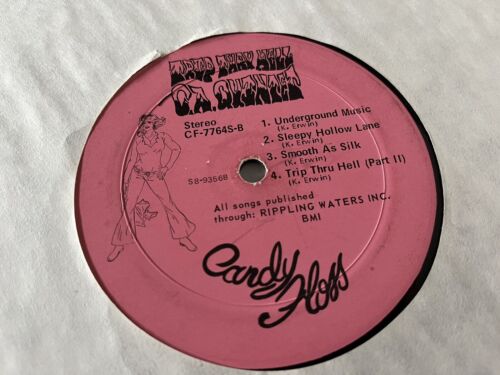 TRIP THRU HELL
C.A. QUINTET
Stereo
CF-7764S-B
1. Underground Music
(K. Erwin)
2. Sleepy Hollow Lane
(K. Erwin)
3. Smooth As Silk
(K. Erwin)
4. Trip Thru Hell (Part II)
(K. Erwin)
S8-9356B
All songs published
through: RIPPLING WATERS INC.
BMI
Candy Floss